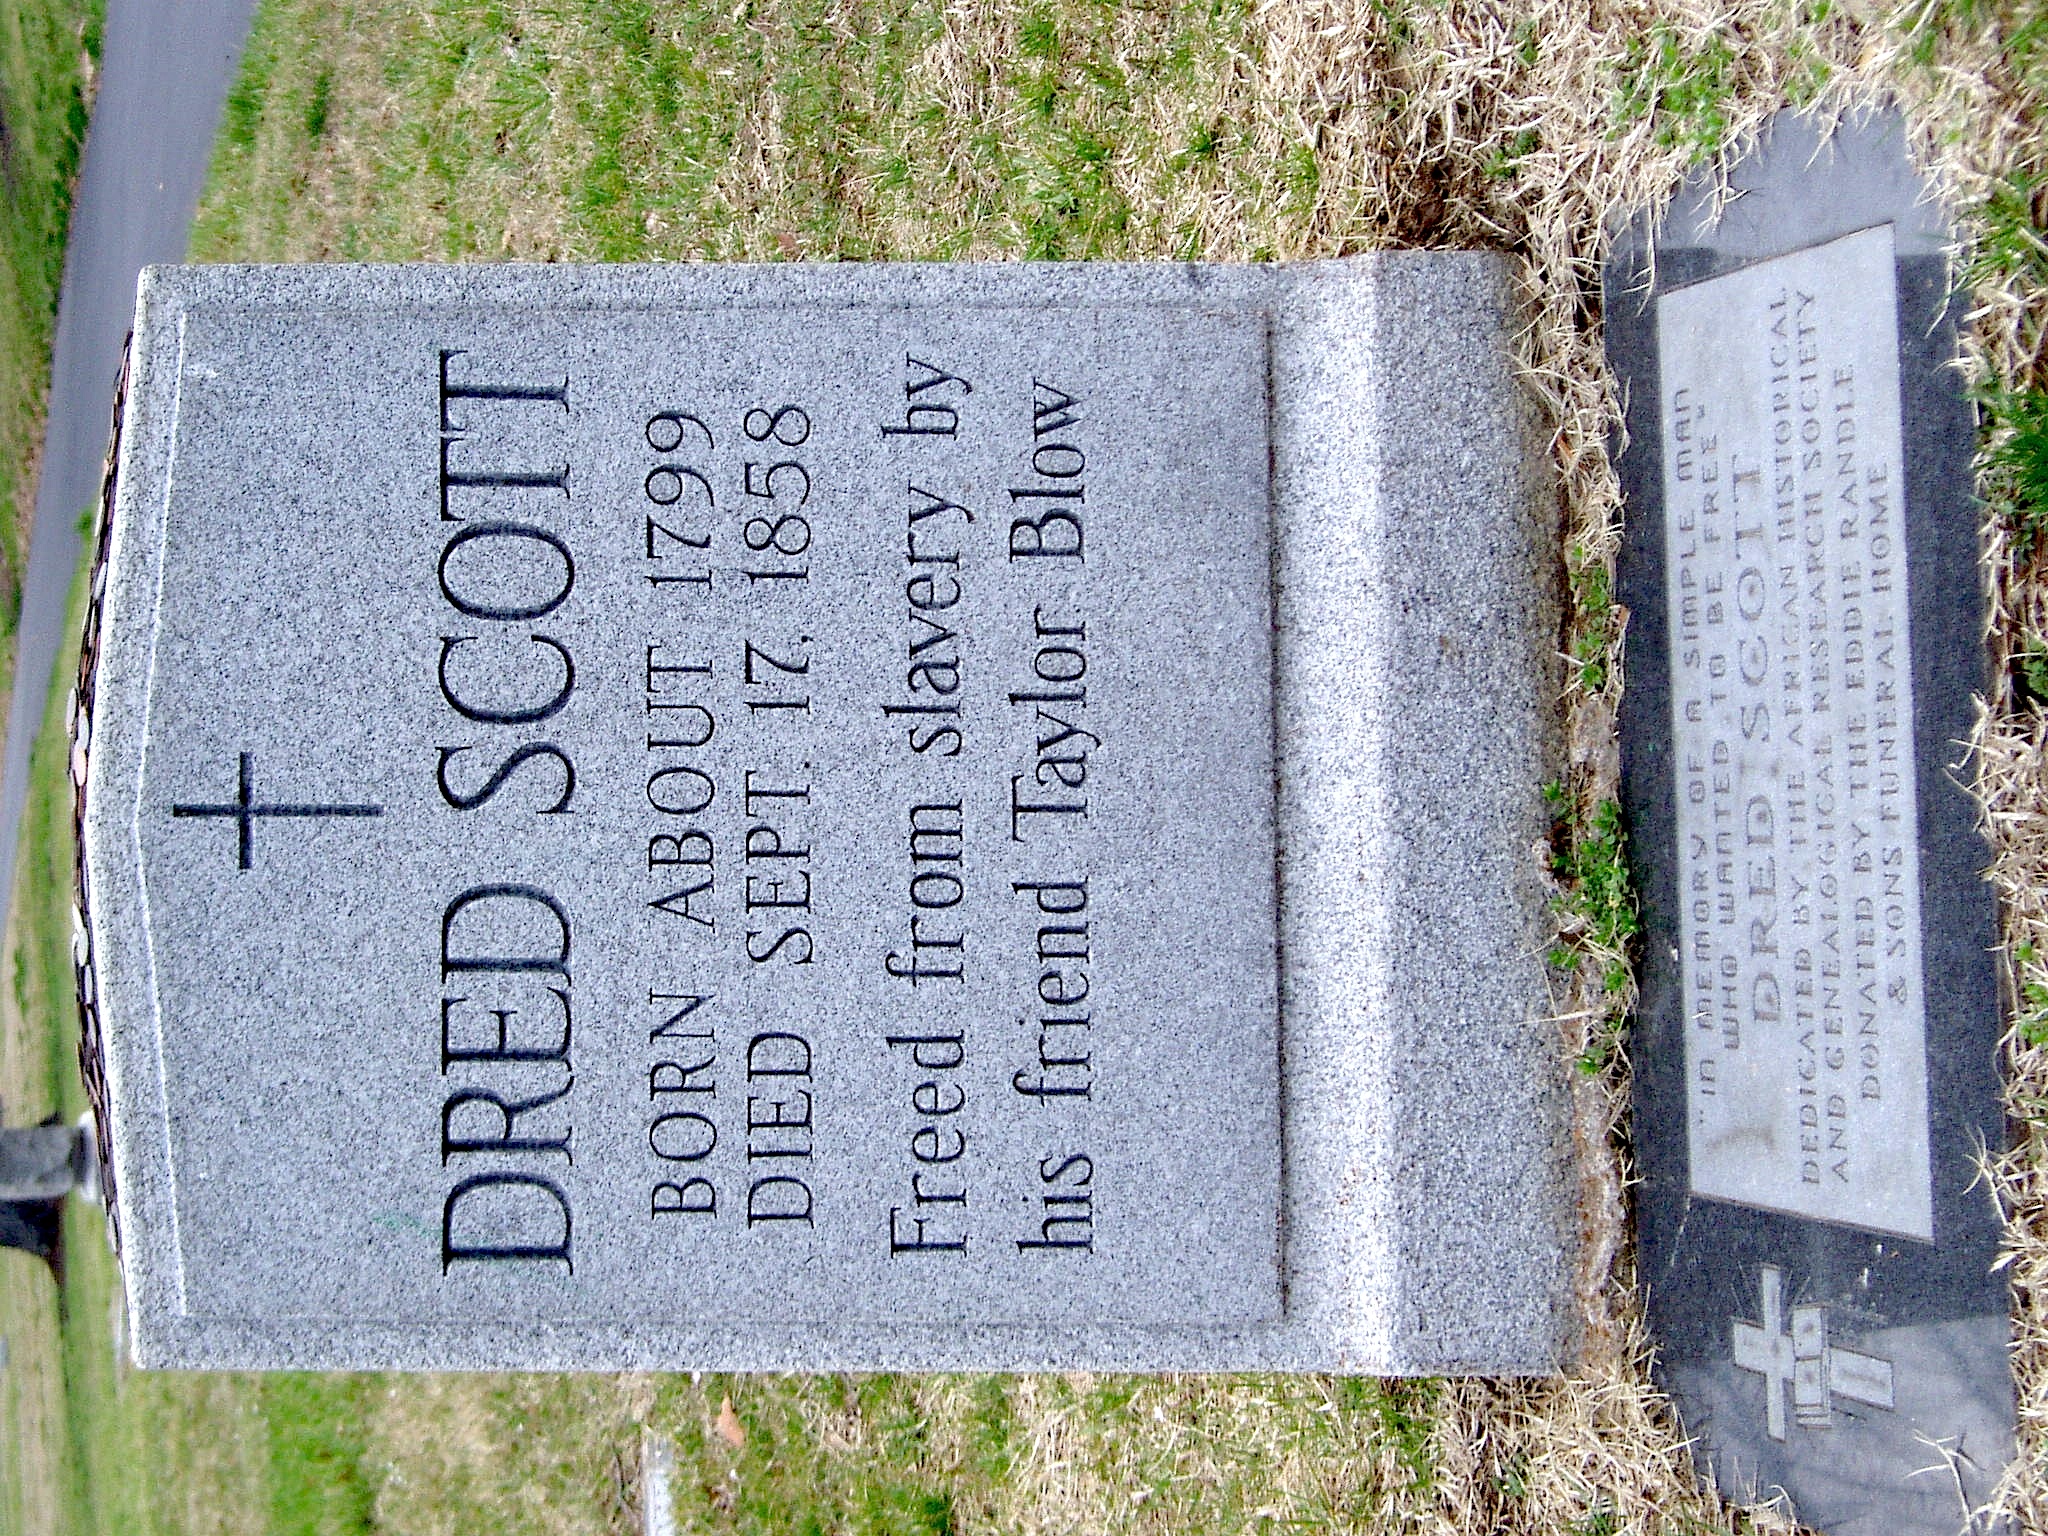 DRED SCOTT
BORN ABOUT 1799
DIED SEPT. 17, 1858
Freed from slavery by
his friend Taylor Blow
"IN MEMORY OF A SIMPLE MAN
WHO WANTED TO BE FREE"
DRED SCOTT
DEDICATED BY THE AFRICAN HISTORICAL
AND GENEALOGICAL RESEARCH SOCIETY
DONATED BY THE EDDIE RANDLE
& SONS FUNERAL HOME